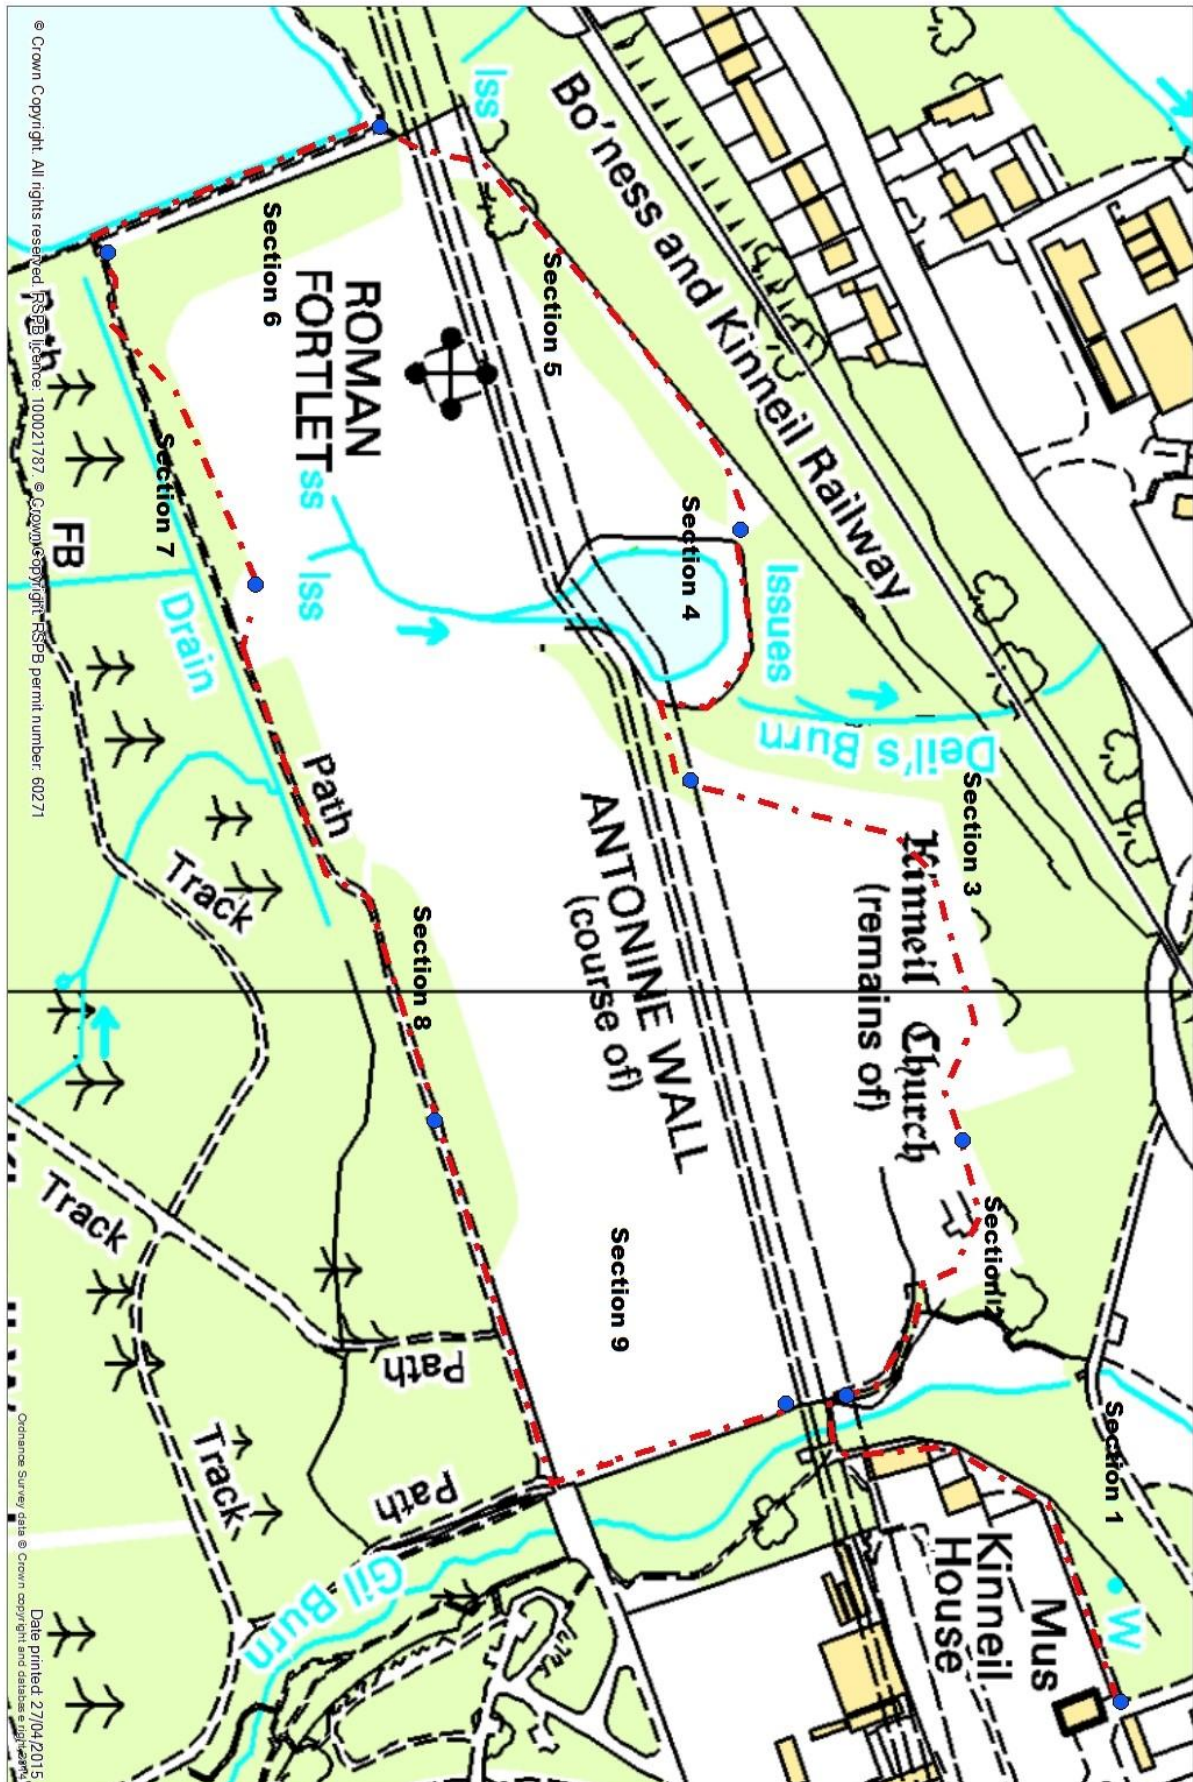 Iss
Bo'ness and Kinneil Railway
Section 6
Section 5
ROMAN
FORTLET
ss
Iss
Section 4
Issues
Deil's Burn
Section 3
Section 7
Path
FB
Drain
Path
Track
Section 8
ANTONINE WALL
(course of)
Kinneil Church
(remains of)
Section 2
Section 9
Section 1
Track
Path
Track
Path
Gil Burn
Kinneil
House
Mus
W
© Crown Copyright. All rights reserved. RSPB licence: 100021787. © Crown Copyright. RSPB permit number: 60271
Date printed: 27/04/2015
Ordnance Survey data © Crown copyright and database right